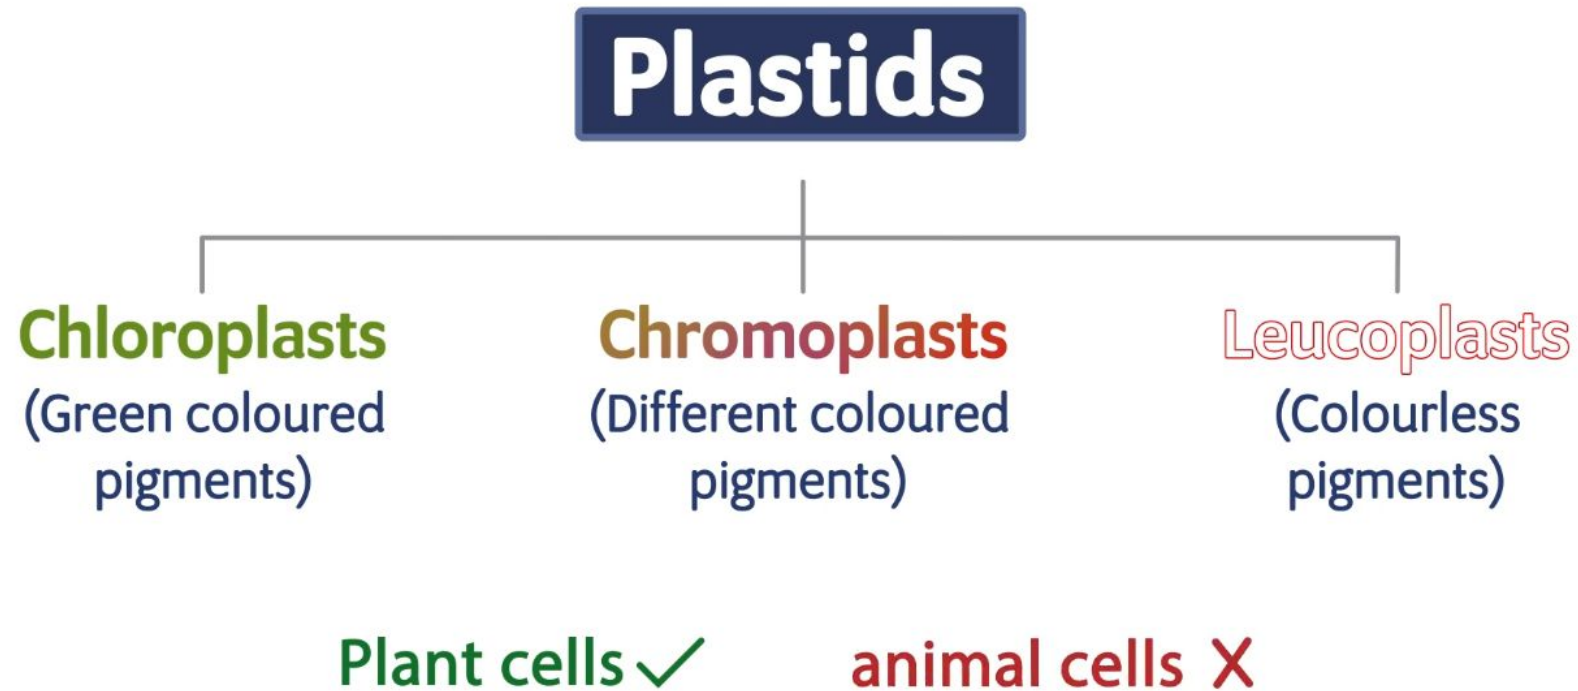 Plastids
Chloroplasts
(Green coloured
pigments)
Chromoplasts
(Different coloured
pigments)
Leucoplasts
(Colourless
pigments)
Plant cells ✓
animal cells X